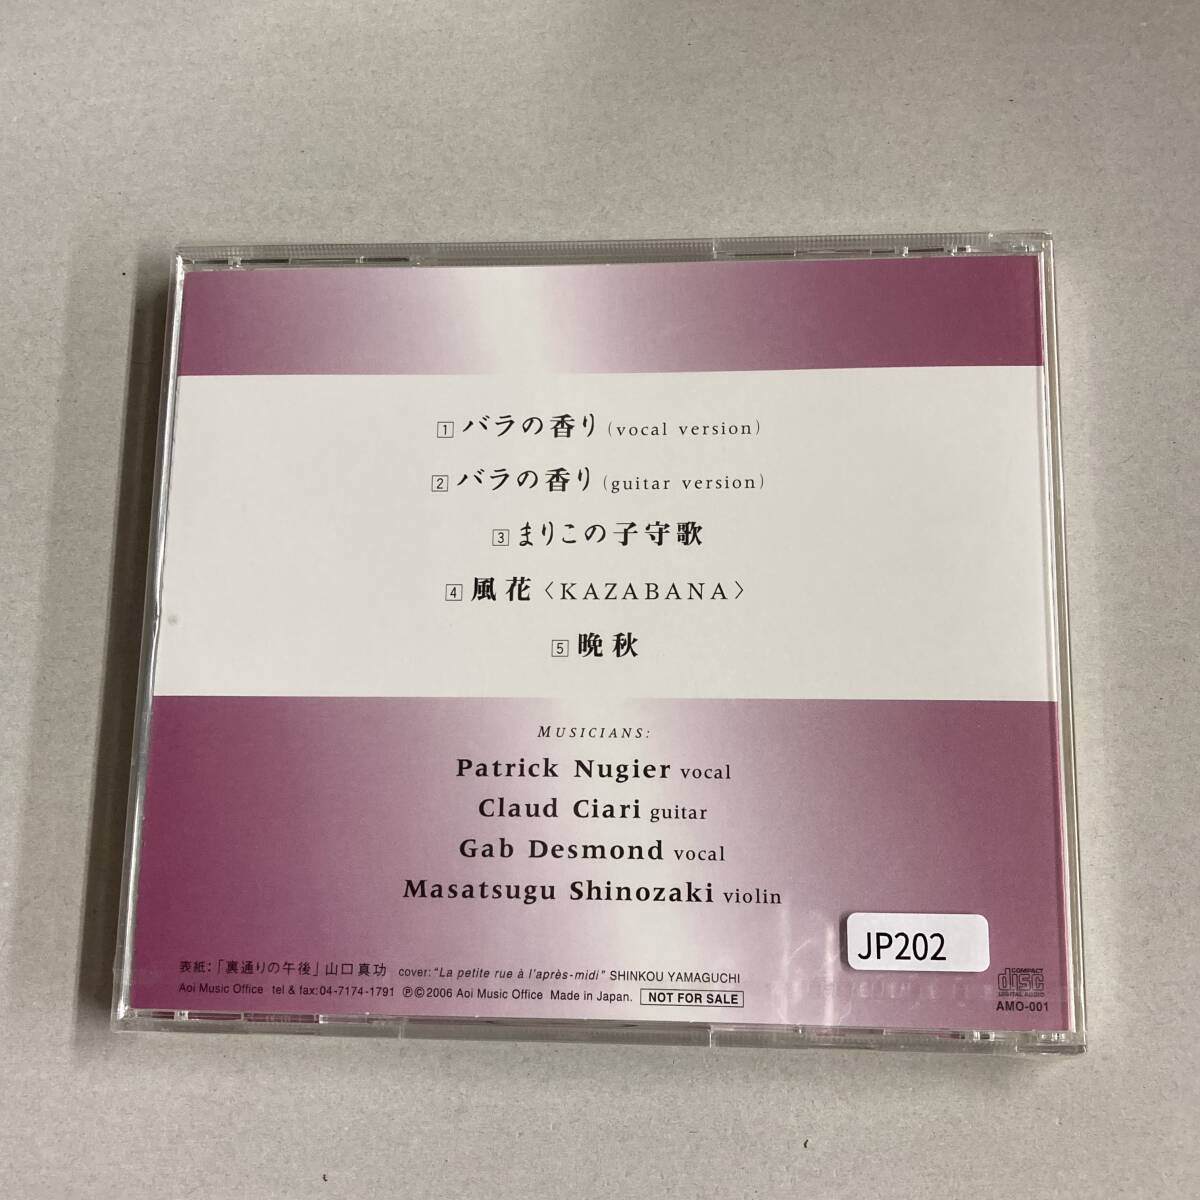 1 バラの香り (vocal version)
2 バラの香り (guitar version)
3 まりこの子守歌
4 風花〈KAZABANA〉
5 晩秋
MUSICIANS:
Patrick Nugier vocal
Claud Ciari guitar
Gab Desmond vocal
Masatsugu Shinozaki violin
JP202
表紙:「裏通りの午後」山口真功 cover: "La petite rue à l'après-midi" SHINKOU YAMAGUCHI
Aoi Music Office tel & fax:04-7174-1791 ℗©2006 Aoi Music Office Made in Japan. NOT FOR SALE
COMPACT
disc
DIGITAL AUDIO
AMO-001